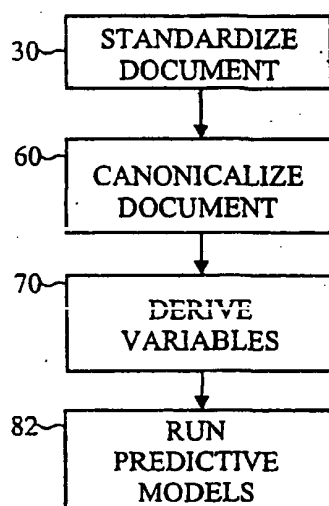 30
STANDARDIZE
DOCUMENT
60
CANONICALIZE
DOCUMENT
70
DERIVE
VARIABLES
82
RUN
PREDICTIVE
MODELS